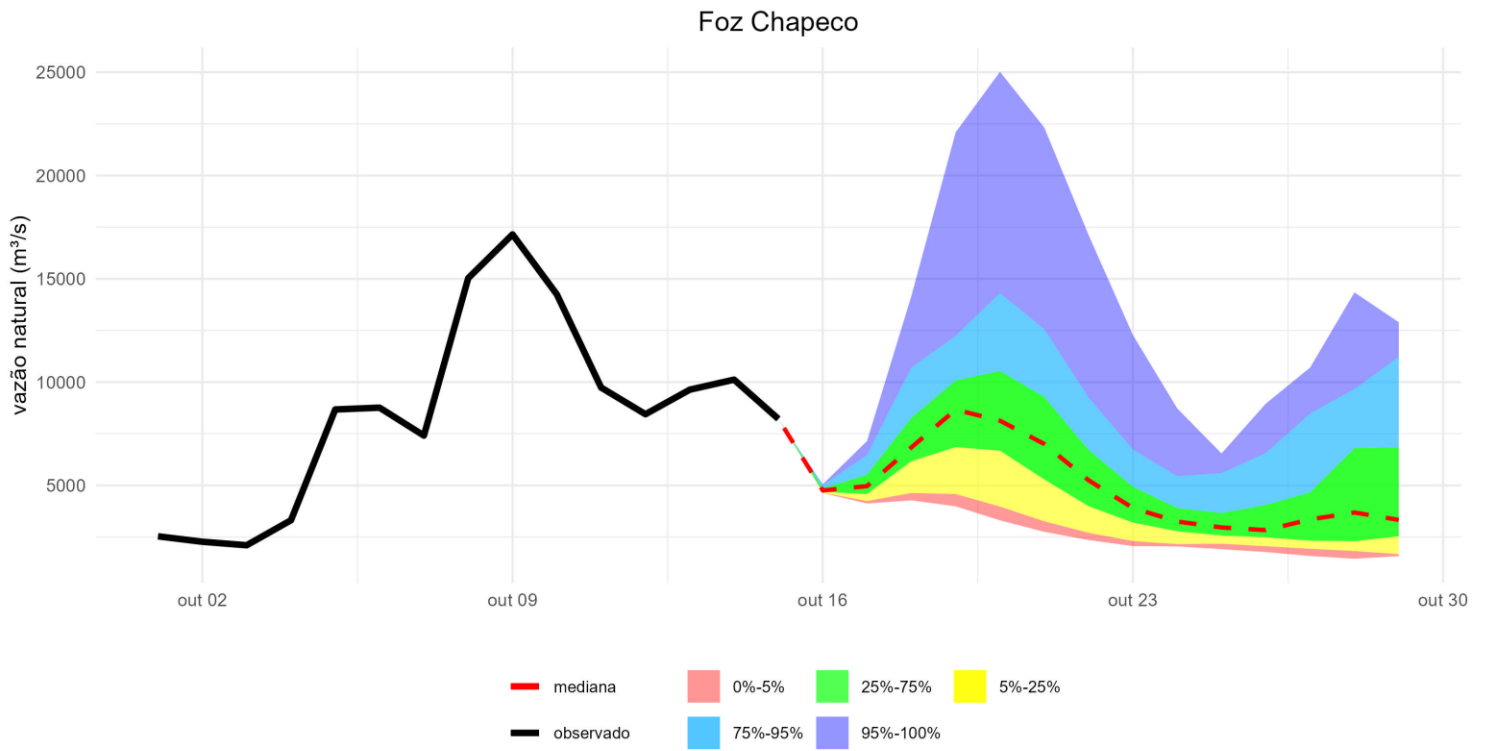 Foz Chapeco
vazão natural (m³/s)
25000
20000
15000
10000
5000
out 02 out 09 out 16 out 23 out 30
mediana 0%-5% 25%-75% 5%-25%
observado 75%-95% 95%-100%